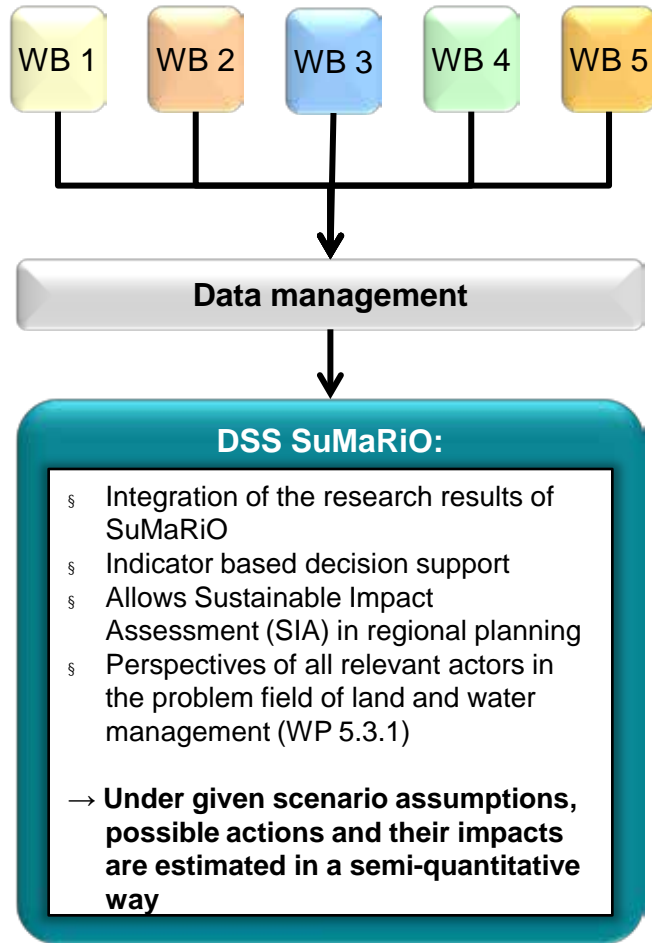 WB 1 WB 2 WB 3 WB 4 WB 5
Data management
DSS SuMaRiO:
§ Integration of the research results of
SuMaRiO
§ Indicator based decision support
§ Allows Sustainable Impact
Assessment (SIA) in regional planning
§ Perspectives of all relevant actors in
the problem field of land and water
management (WP 5.3.1)
→ Under given scenario assumptions,
possible actions and their impacts
are estimated in a semi-quantitative
way